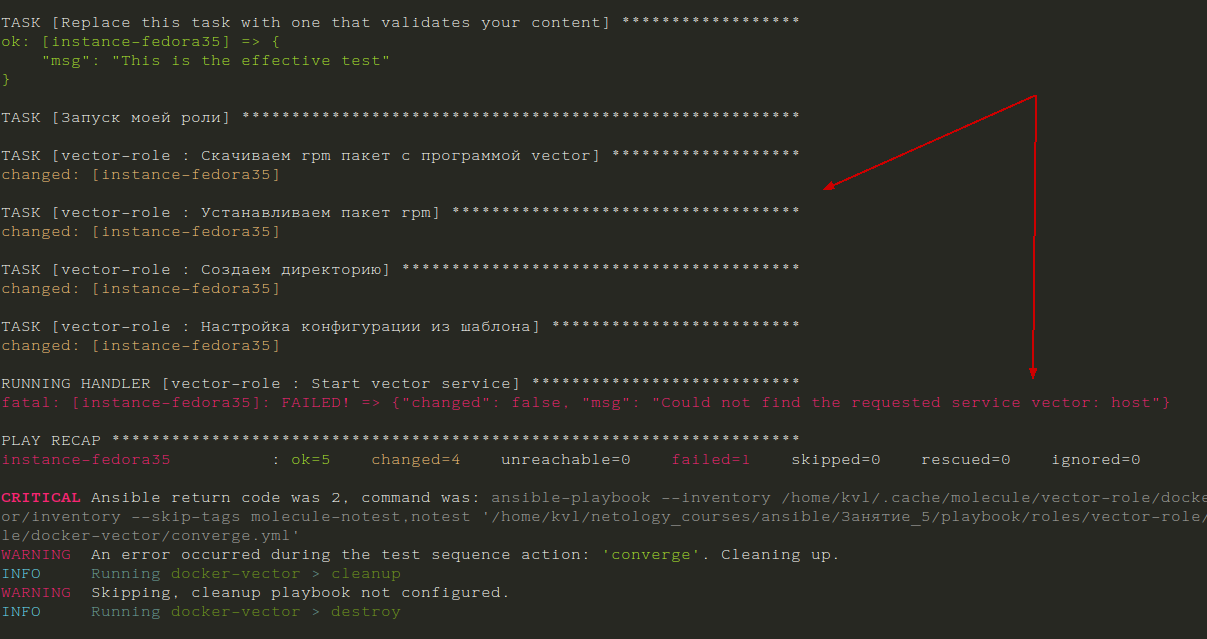 TASK [Replace this task with one that validates your content] ******************
ok: [instance-fedora35] => {
    "msg": "This is the effective test"
}
TASK [Запуск моей роли] ********************************************************
TASK [vector-role : Скачиваем rpm пакет с программой vector] *******************
changed: [instance-fedora35]
TASK [vector-role : Устанавливаем пакет rpm] ***********************************
changed: [instance-fedora35]
TASK [vector-role : Создаем директорию] ****************************************
changed: [instance-fedora35]
TASK [vector-role : Настройка конфигурации из шаблона] *************************
changed: [instance-fedora35]
RUNNING HANDLER [vector-role : Start vector service] ***************************
fatal: [instance-fedora35]: FAILED! => {"changed": false, "msg": "Could not find the requested service vector: host"}
PLAY RECAP *********************************************************************
instance-fedora35          : ok=5    changed=4    unreachable=0    failed=1    skipped=0    rescued=0    ignored=0
CRITICAL Ansible return code was 2, command was: ansible-playbook --inventory /home/kvl/.cache/molecule/vector-role/docke
or/inventory --skip-tags molecule-notest,notest '/home/kvl/netology_courses/ansible/Занятие_5/playbook/roles/vector-role/
le/docker-vector/converge.yml'
WARNING  An error occurred during the test sequence action: 'converge'. Cleaning up.
INFO     Running docker-vector > cleanup
WARNING  Skipping, cleanup playbook not configured.
INFO     Running docker-vector > destroy